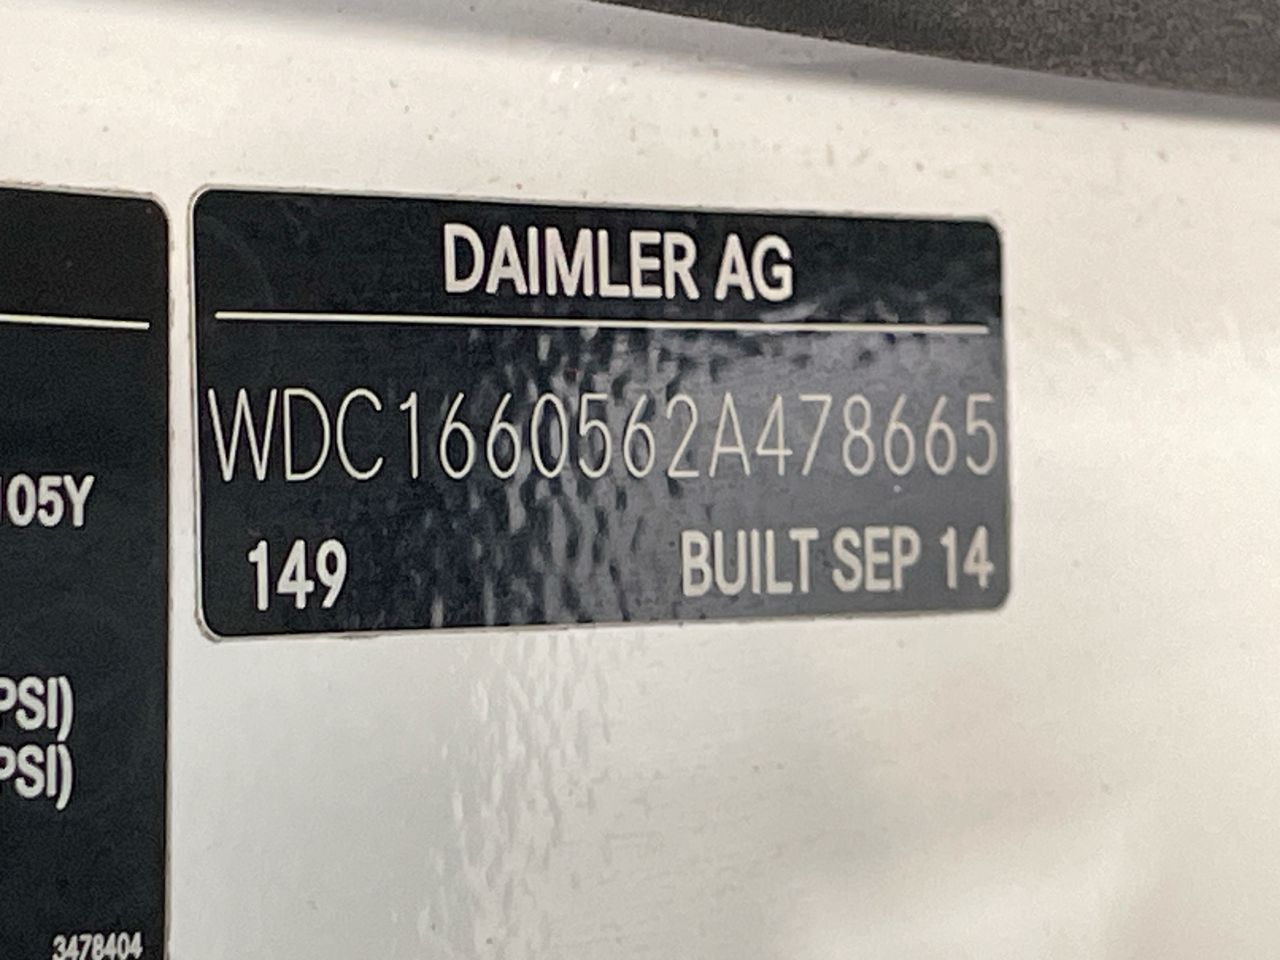 DAIMLER AG
WDC1660562A478665
149 BUILT SEP 14
105Y
PSI)
PSI)
3478404